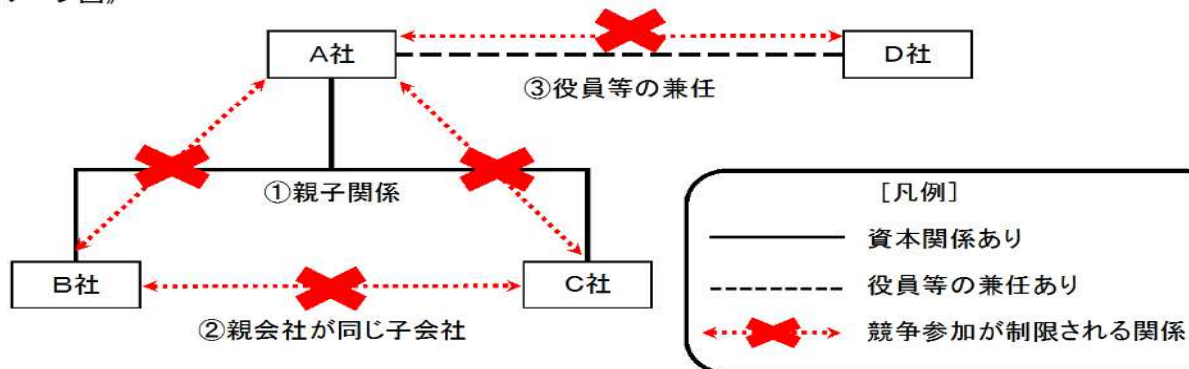 A社
D社
③役員等の兼任
①親子関係
B社
C社
②親会社が同じ子会社
[凡例]
資本関係あり
役員等の兼任あり
競争参加が制限される関係